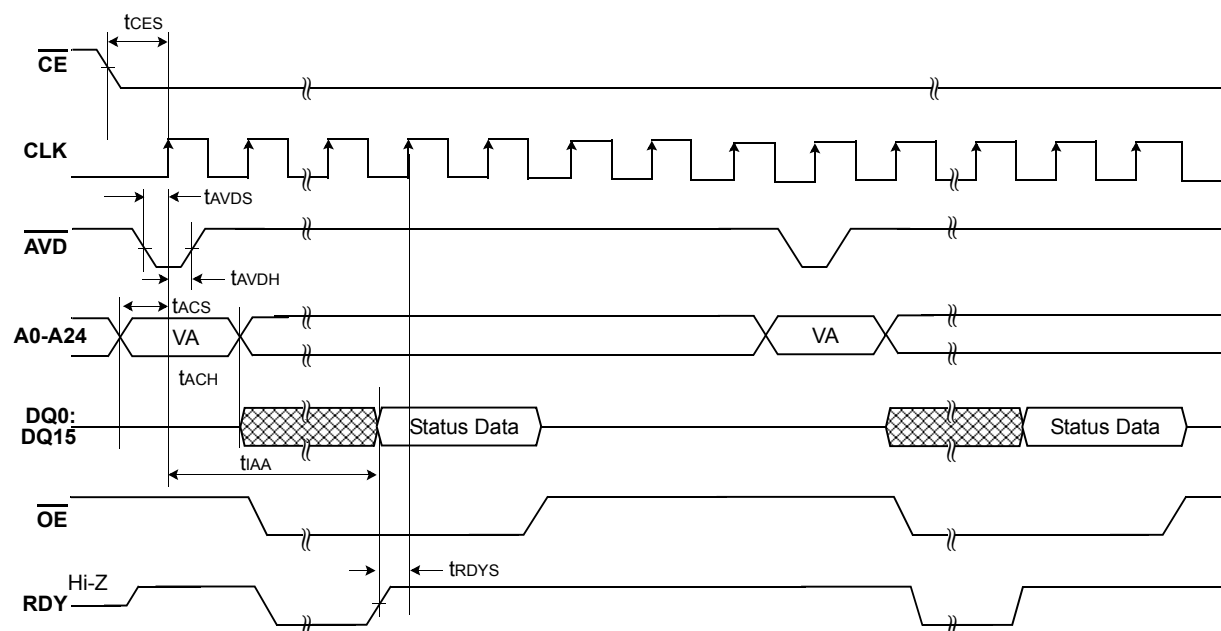 tCES
CE
CLK
tAVDS
AVD
tAVDH
tACS
A0-A24
VA
VA
tACH
DQ0:
DQ15
Status Data
Status Data
tIAA
OE
Hi-Z
tRDYS
RDY